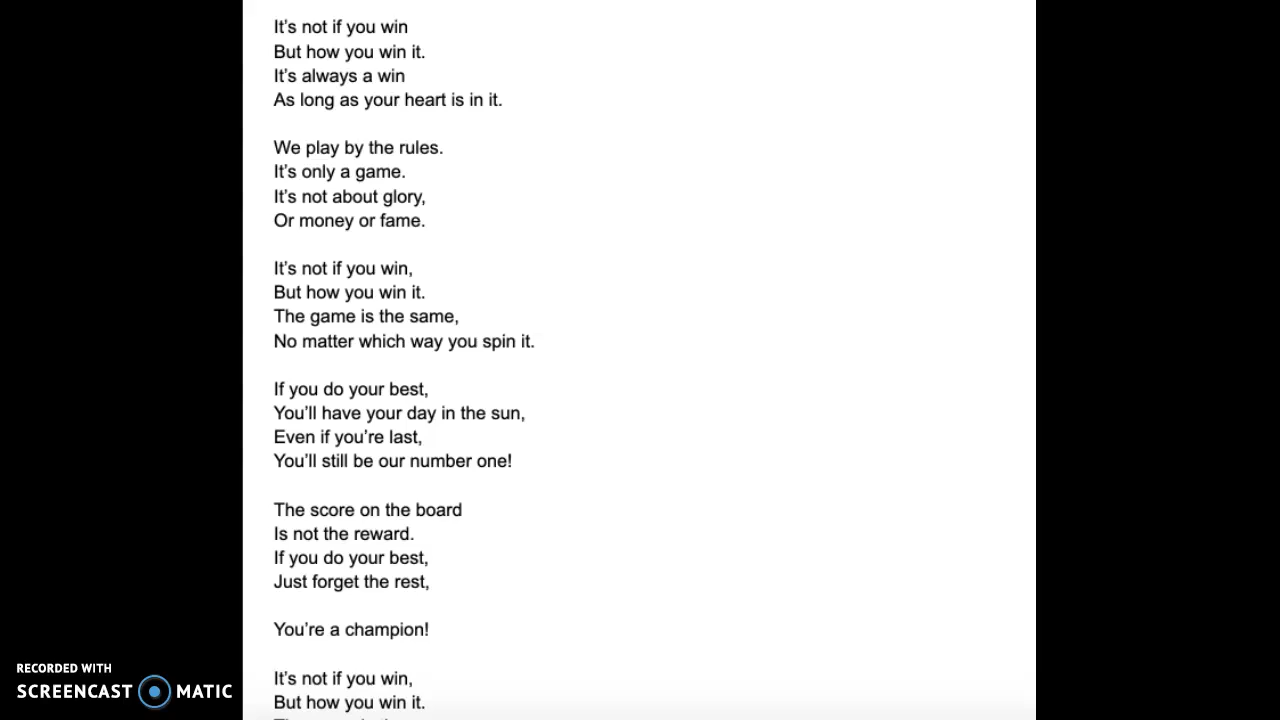 It's not if you win
But how you win it.
It's always a win
As long as your heart is in it.
We play by the rules.
It's only a game.
It's not about glory,
Or money or fame.
It's not if you win,
But how you win it.
The game is the same,
No matter which way you spin it.
If you do your best,
You'll have your day in the sun,
Even if you're last,
You'll still be our number one!
The score on the board
Is not the reward.
If you do your best,
Just forget the rest,
You're a champion!
It's not if you win,
But how you win it.
RECORDED WITH
SCREENCAST MATIC